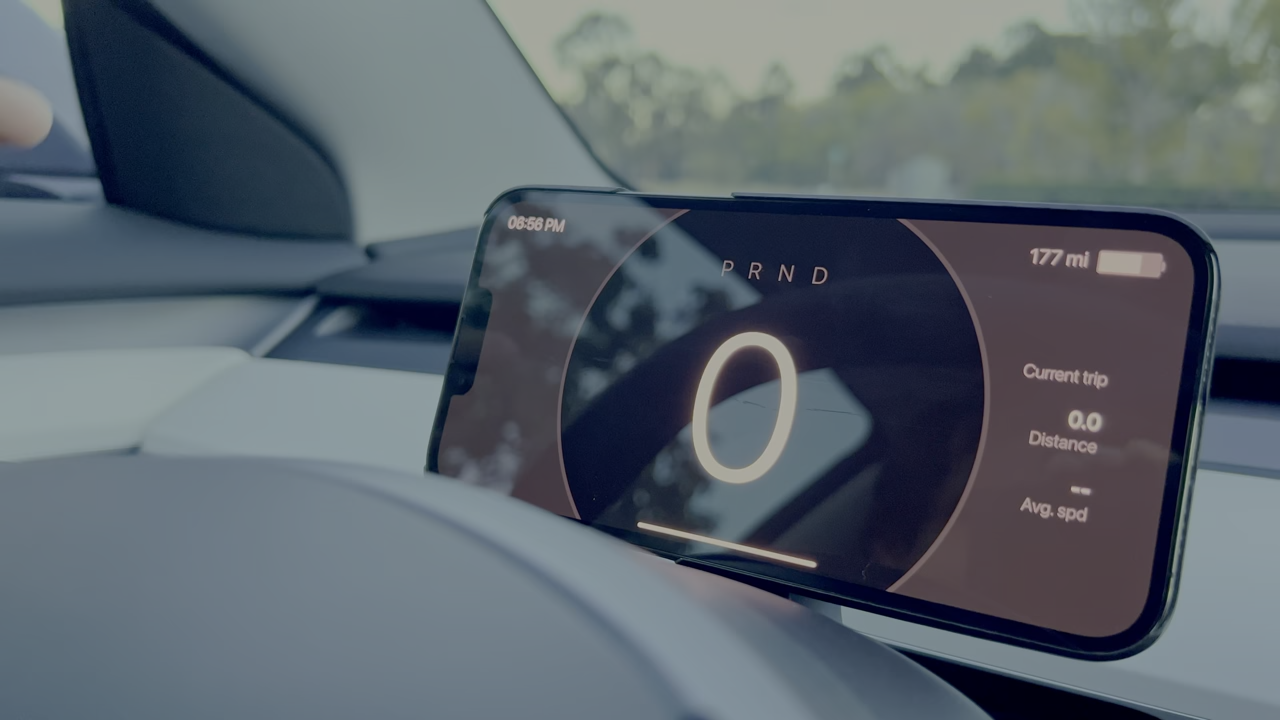 06:56 PM
177 mi
P R N D
0
Current trip
0.0
Distance
--
Avg. spd